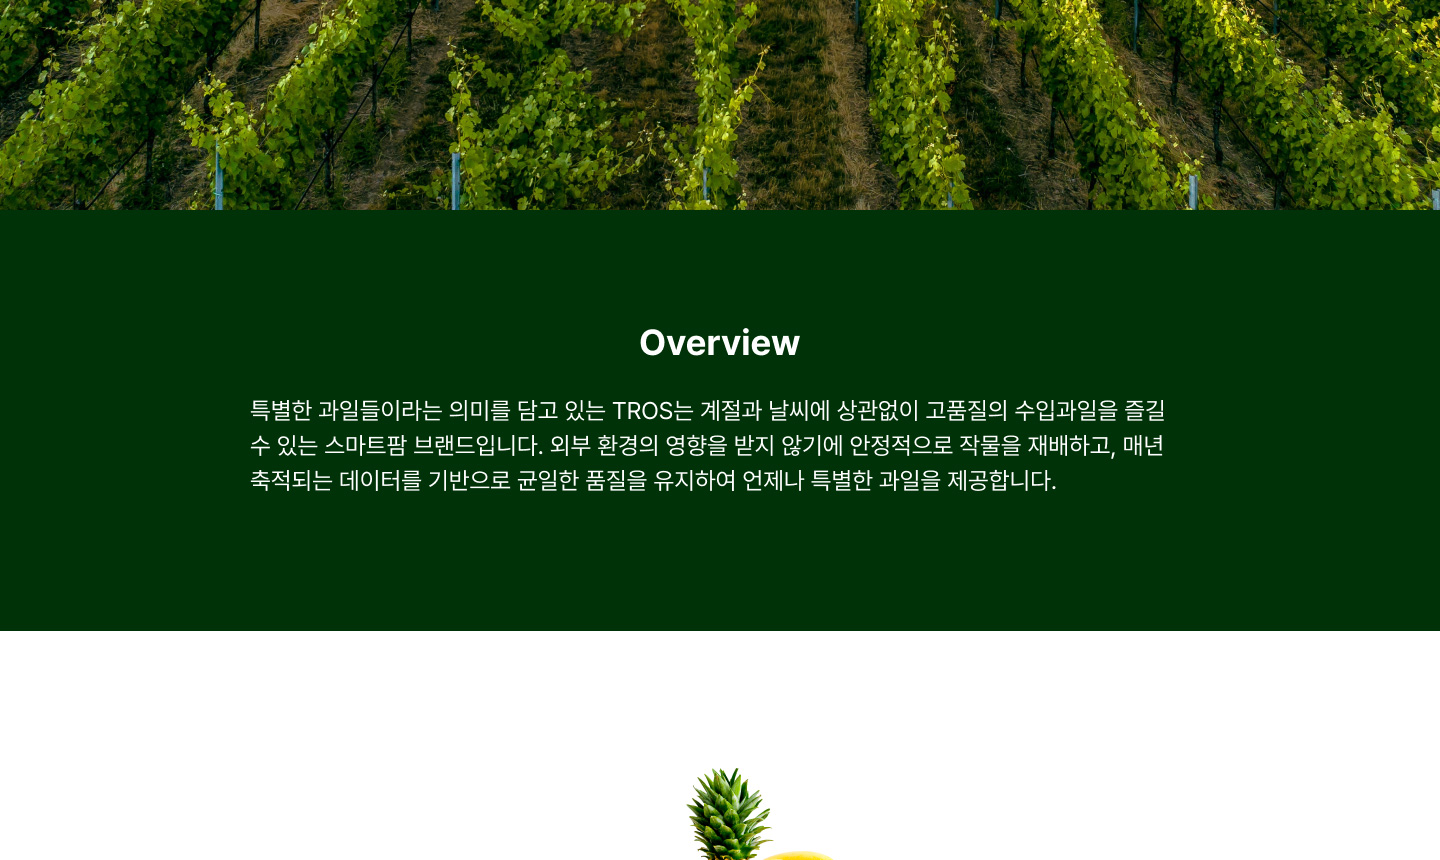 Overview
특별한 과일들이라는 의미를 담고 있는 TROS는 계절과 날씨에 상관없이 고품질의 수입과일을 즐길
수 있는 스마트팜 브랜드입니다. 외부 환경의 영향을 받지 않기에 안정적으로 작물을 재배하고, 매년
축적되는 데이터를 기반으로 균일한 품질을 유지하여 언제나 특별한 과일을 제공합니다.